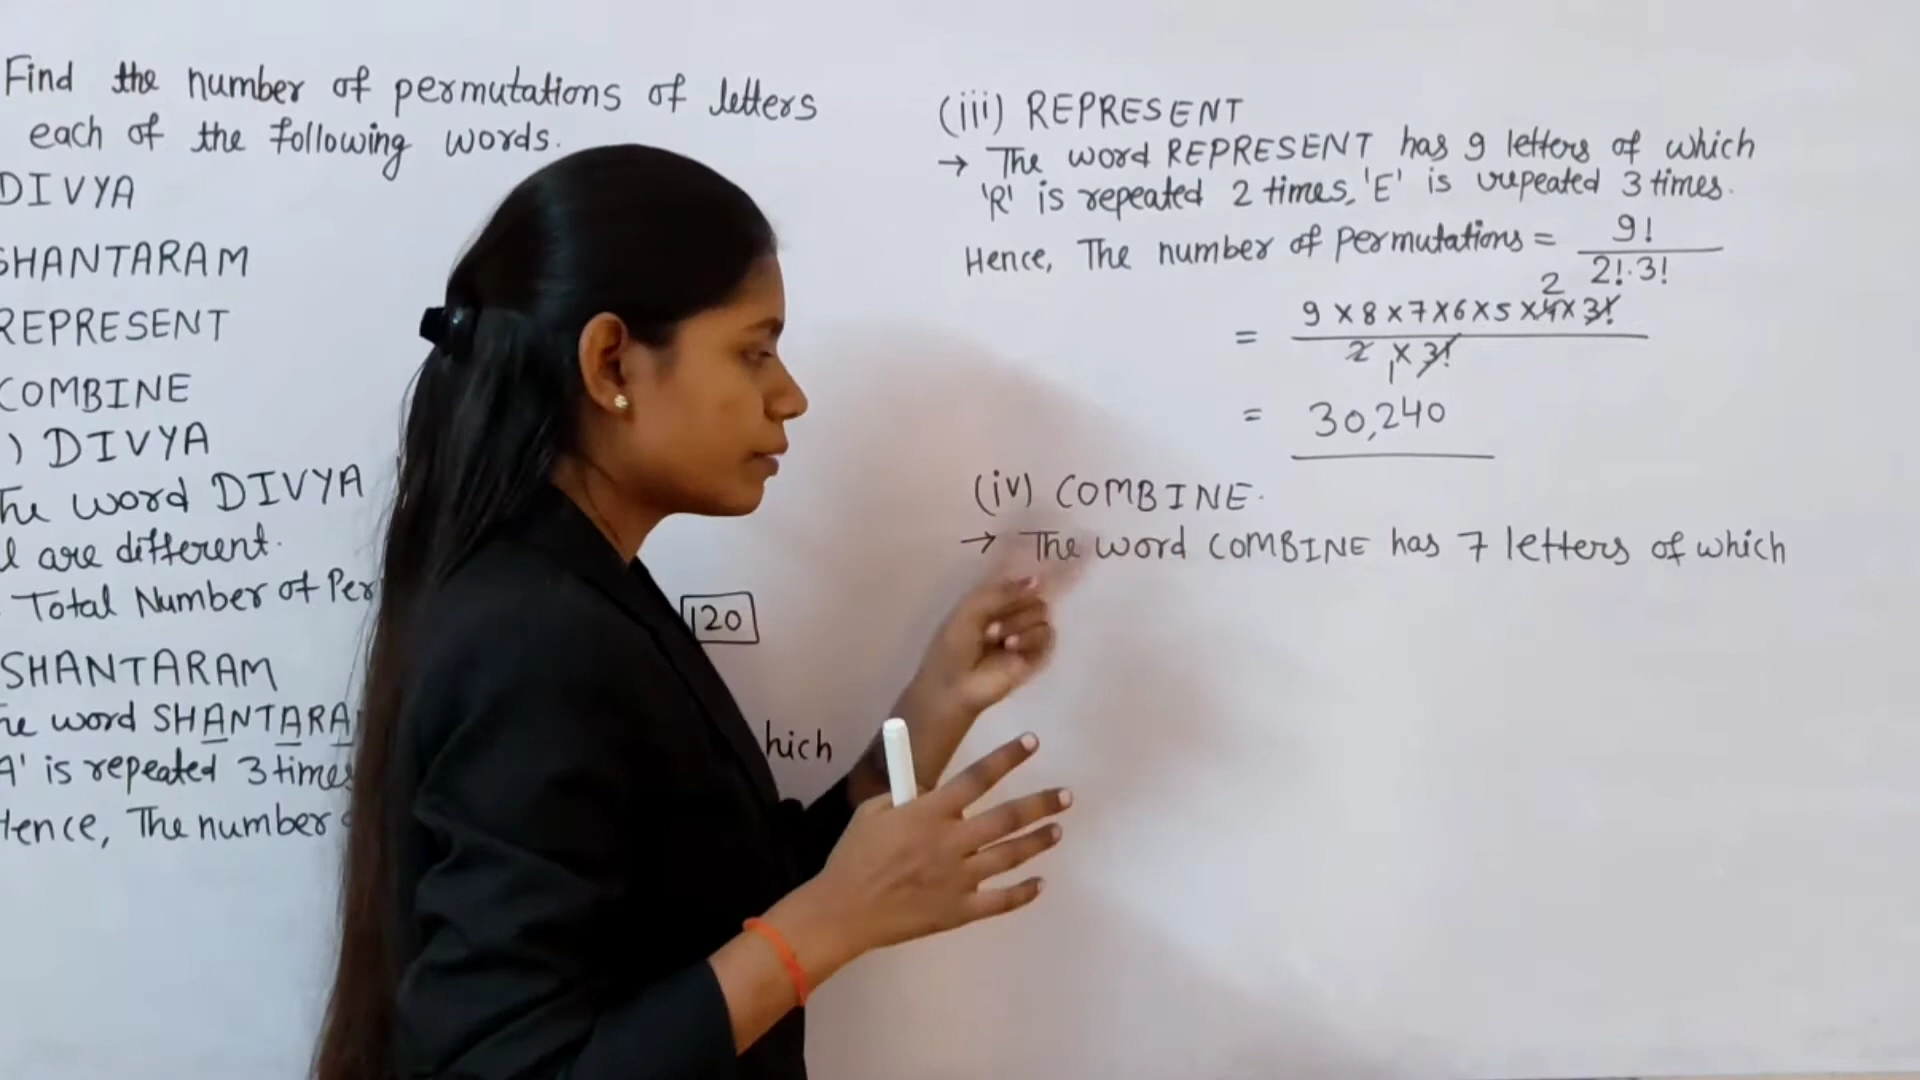 Find the number of permutations of letters
each of the following words.
DIVYA
SHANTARAM
REPRESENT
COMBINE
) DIVYA
The word DIVYA
are different.
Total Number of Per
120
SHANTARAM
word SHANTARA
A' is repeated 3 times
hich
Hence, The number
(iii) REPRESENT
→ The word REPRESENT has 9 letters of which
'R' is repeated 2 times, 'E' is repeated 3 times.
Hence, The number of permutations = 9! / 2!.3!
= 9 x 8 x 7 x 6 x 5 x 4 x 3! / 2 x 3!
2
1
= 30,240
(iv) COMBINE.
→ The word COMBINE has 7 letters of which